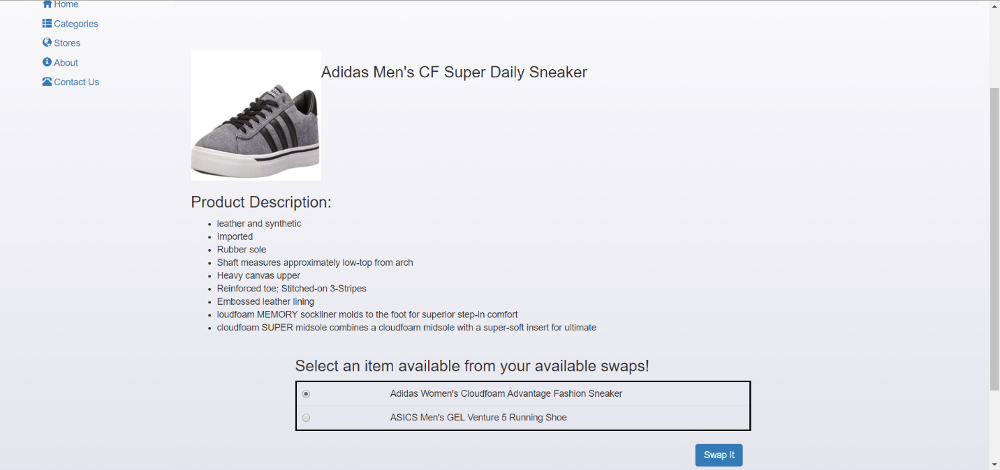 Home
Categories
Stores
About
Contact Us
Adidas Men's CF Super Daily Sneaker
Product Description:
leather and synthetic
Imported
Rubber sole
Shaft measures approximately low-top from arch
Heavy canvas upper
Reinforced toe; Stitched-on 3-Stripes
Embossed leather lining
loudfoam MEMORY sockliner molds to the foot for superior step-in comfort
cloudfoam SUPER midsole combines a cloudfoam midsole with a super-soft insert for ultimate
Select an item available from your available swaps!
Adidas Women's Cloudfoam Advantage Fashion Sneaker
ASICS Men's GEL Venture 5 Running Shoe
Swap It